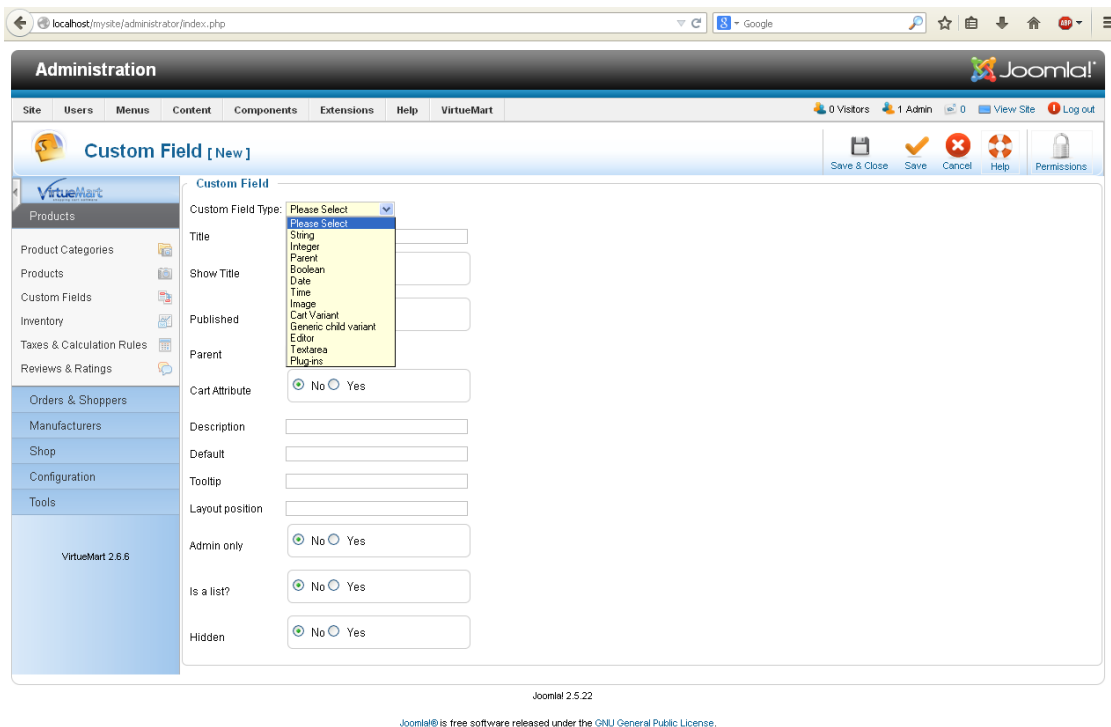 localhost/mysite/administrator/index.php
8 - Google
ABP
Administration
Joomla!
Site Users Menus Content Components Extensions Help VirtueMart
0 Visitors 1 Admin 0 View Site Log out
Custom Field [ New ]
Save & Close Save Cancel Help Permissions
VirtueMart
Products
Product Categories
Products
Custom Fields
Inventory
Taxes & Calculation Rules
Reviews & Ratings
Orders & Shoppers
Manufacturers
Shop
Configuration
Tools
VirtueMart 2.6.6
Custom Field
Custom Field Type: Please Select
Please Select
String
Integer
Parent
Boolean
Date
Time
Image
Cart Variant
Generic child variant
Editor
Textarea
Plug-ins
Title
Show Title
Published
Parent
Cart Attribute No Yes
Description
Default
Tooltip
Layout position
Admin only No Yes
Is a list? No Yes
Hidden No Yes
Joomla! 2.5.22
Joomla!® is free software released under the GNU General Public License.